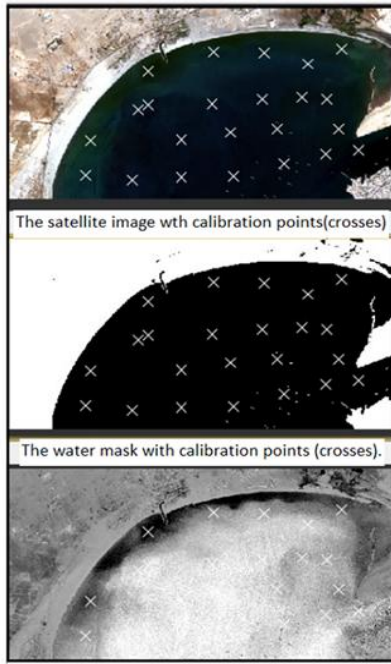 The satellite image wth calibration points(crosses)
The water mask with calibration points (crosses).